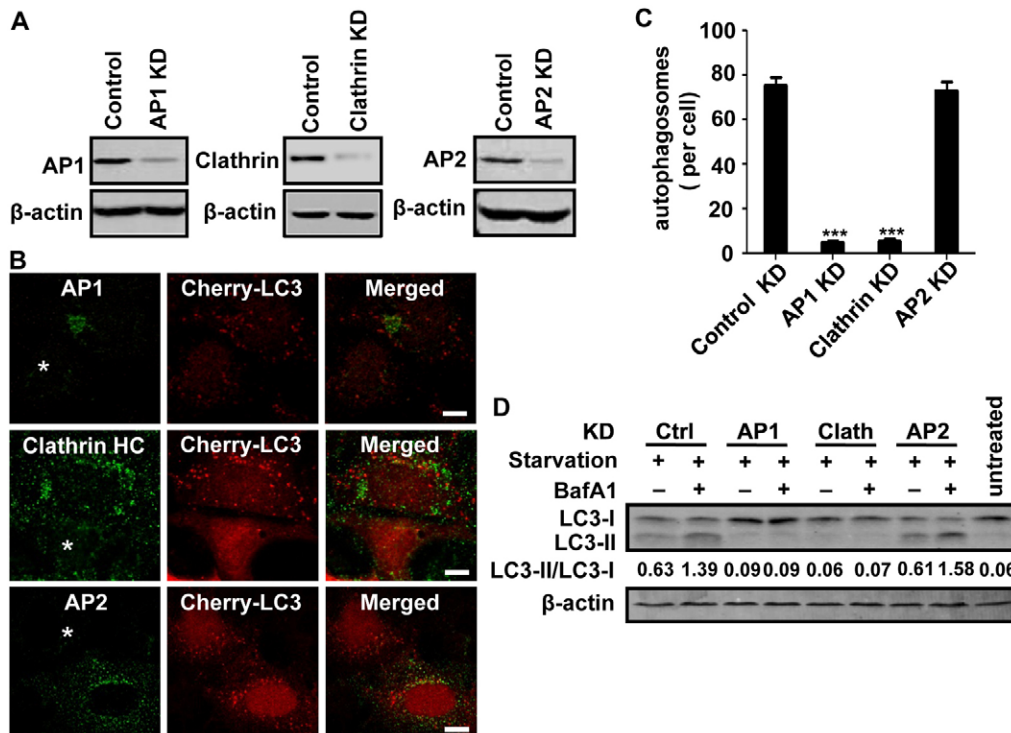 A
Control
AP1 KD
AP1
β-actin
Control
Clathrin KD
Clathrin
β-actin
Control
AP2 KD
AP2
β-actin
B
AP1
Cherry-LC3
Merged
*
Clathrin HC
Cherry-LC3
Merged
*
AP2
Cherry-LC3
Merged
*
C
autophagosomes
( per cell)
100
80
60
40
20
0
***
***
Control KD
AP1 KD
Clathrin KD
AP2 KD
D
KD Ctrl AP1 Clath AP2 untreated
Starvation + + + + + + + +
BafA1 – + – + – + – +
LC3-I
LC3-II
LC3-II/LC3-I 0.63 1.39 0.09 0.09 0.06 0.07 0.61 1.58 0.06
β-actin